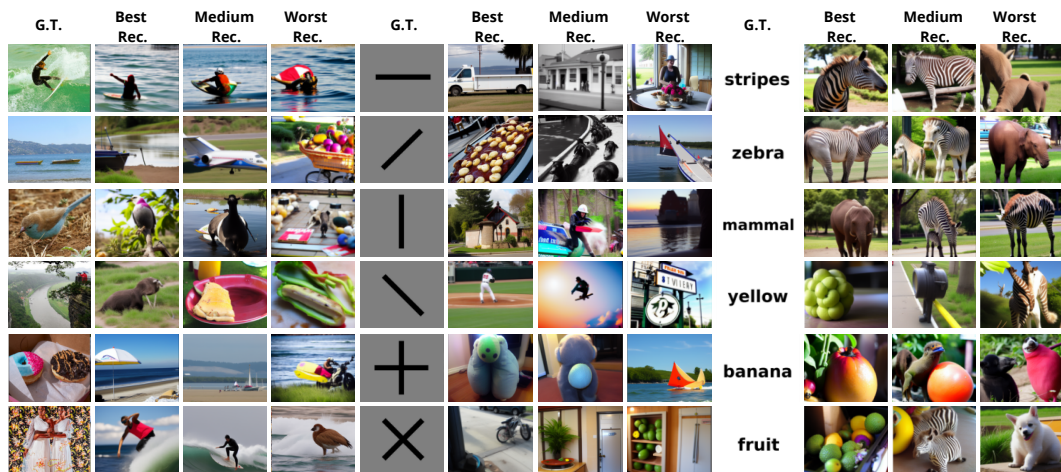 G.T.
Best
Rec.
Medium
Rec.
Worst
Rec.
G.T.
Best
Rec.
Medium
Rec.
Worst
Rec.
G.T.
Best
Rec.
Medium
Rec.
Worst
Rec.
stripes
zebra
mammal
yellow
banana
fruit